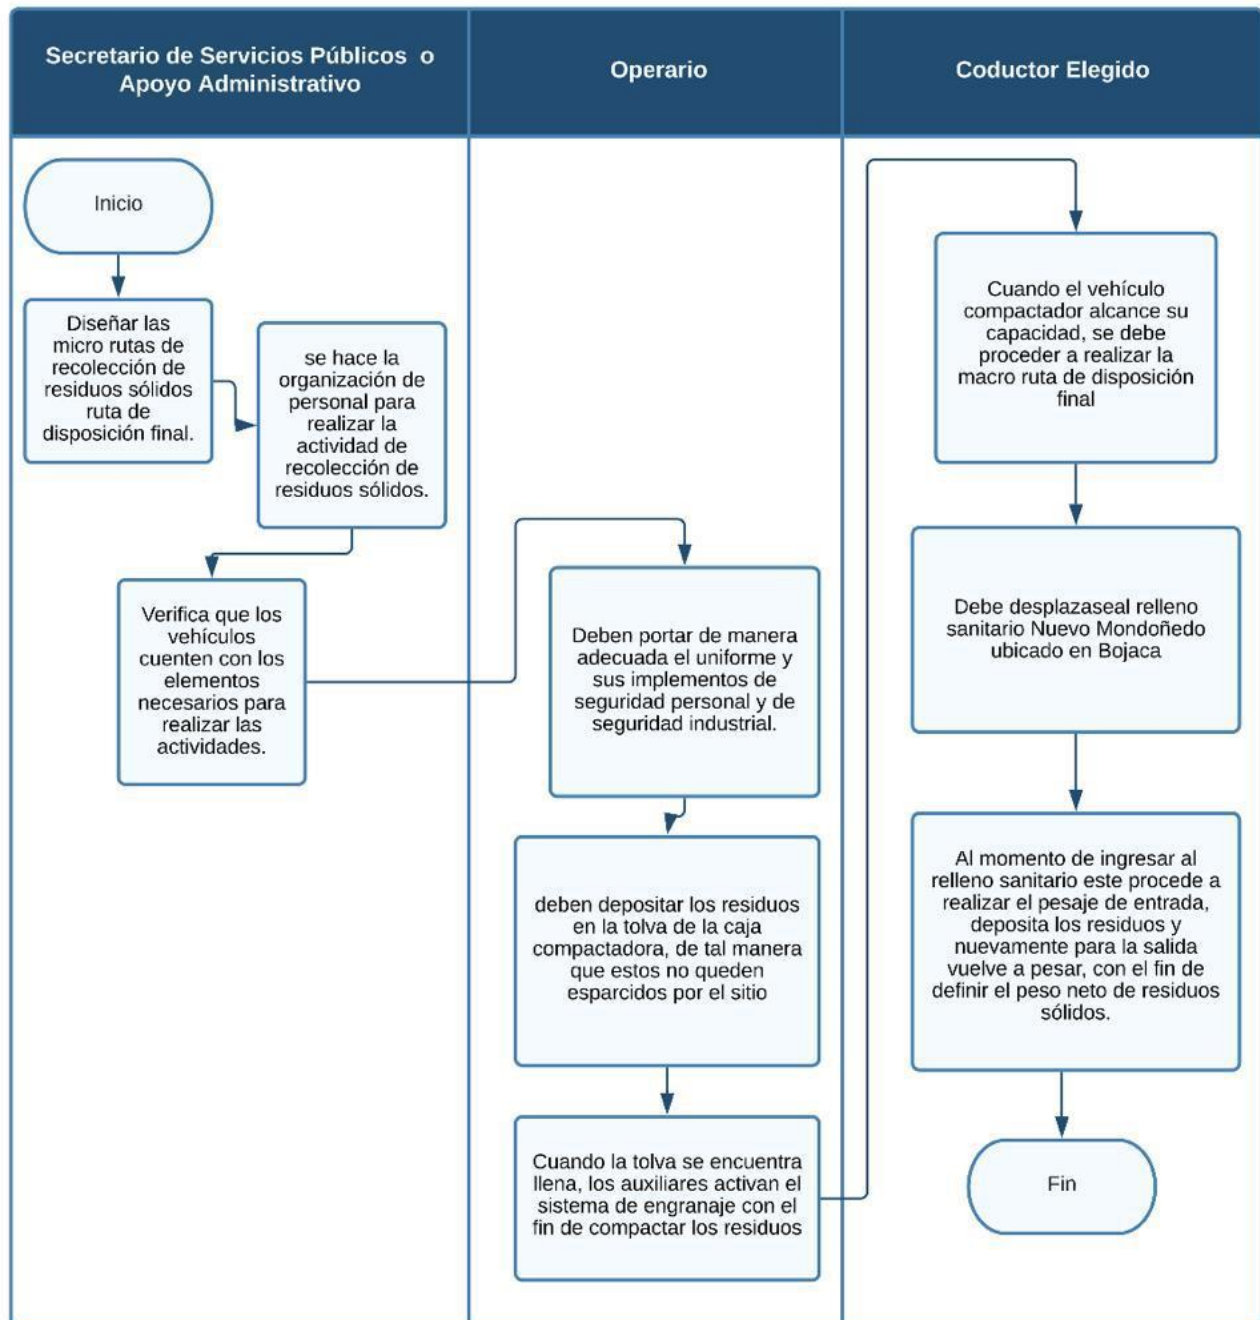 Secretario de Servicios Públicos o
Apoyo Administrativo
Operario
Coductor Elegido
Inicio
Diseñar las
micro rutas de
recolección de
residuos sólidos
ruta de
disposición final.
se hace la
organización de
personal para
realizar la
actividad de
recolección de
residuos sólidos.
Verifica que los
vehículos
cuenten con los
elementos
necesarios para
realizar las
actividades.
Deben portar de manera
adecuada el uniforme y
sus implementos de
seguridad personal y de
seguridad industrial.
deben depositar los residuos
en la tolva de la caja
compactadora, de tal manera
que estos no queden
esparcidos por el sitio
Cuando la tolva se encuentra
llena, los auxiliares activan el
sistema de engranaje con el
fin de compactar los residuos
Cuando el vehículo
compactador alcance su
capacidad, se debe
proceder a realizar la
macro ruta de disposición
final
Debe desplazaseal relleno
sanitario Nuevo Mondoñedo
ubicado en Bojaca
Al momento de ingresar al
relleno sanitario este procede a
realizar el pesaje de entrada,
deposita los residuos y
nuevamente para la salida
vuelve a pesar, con el fin de
definir el peso neto de residuos
sólidos.
Fin